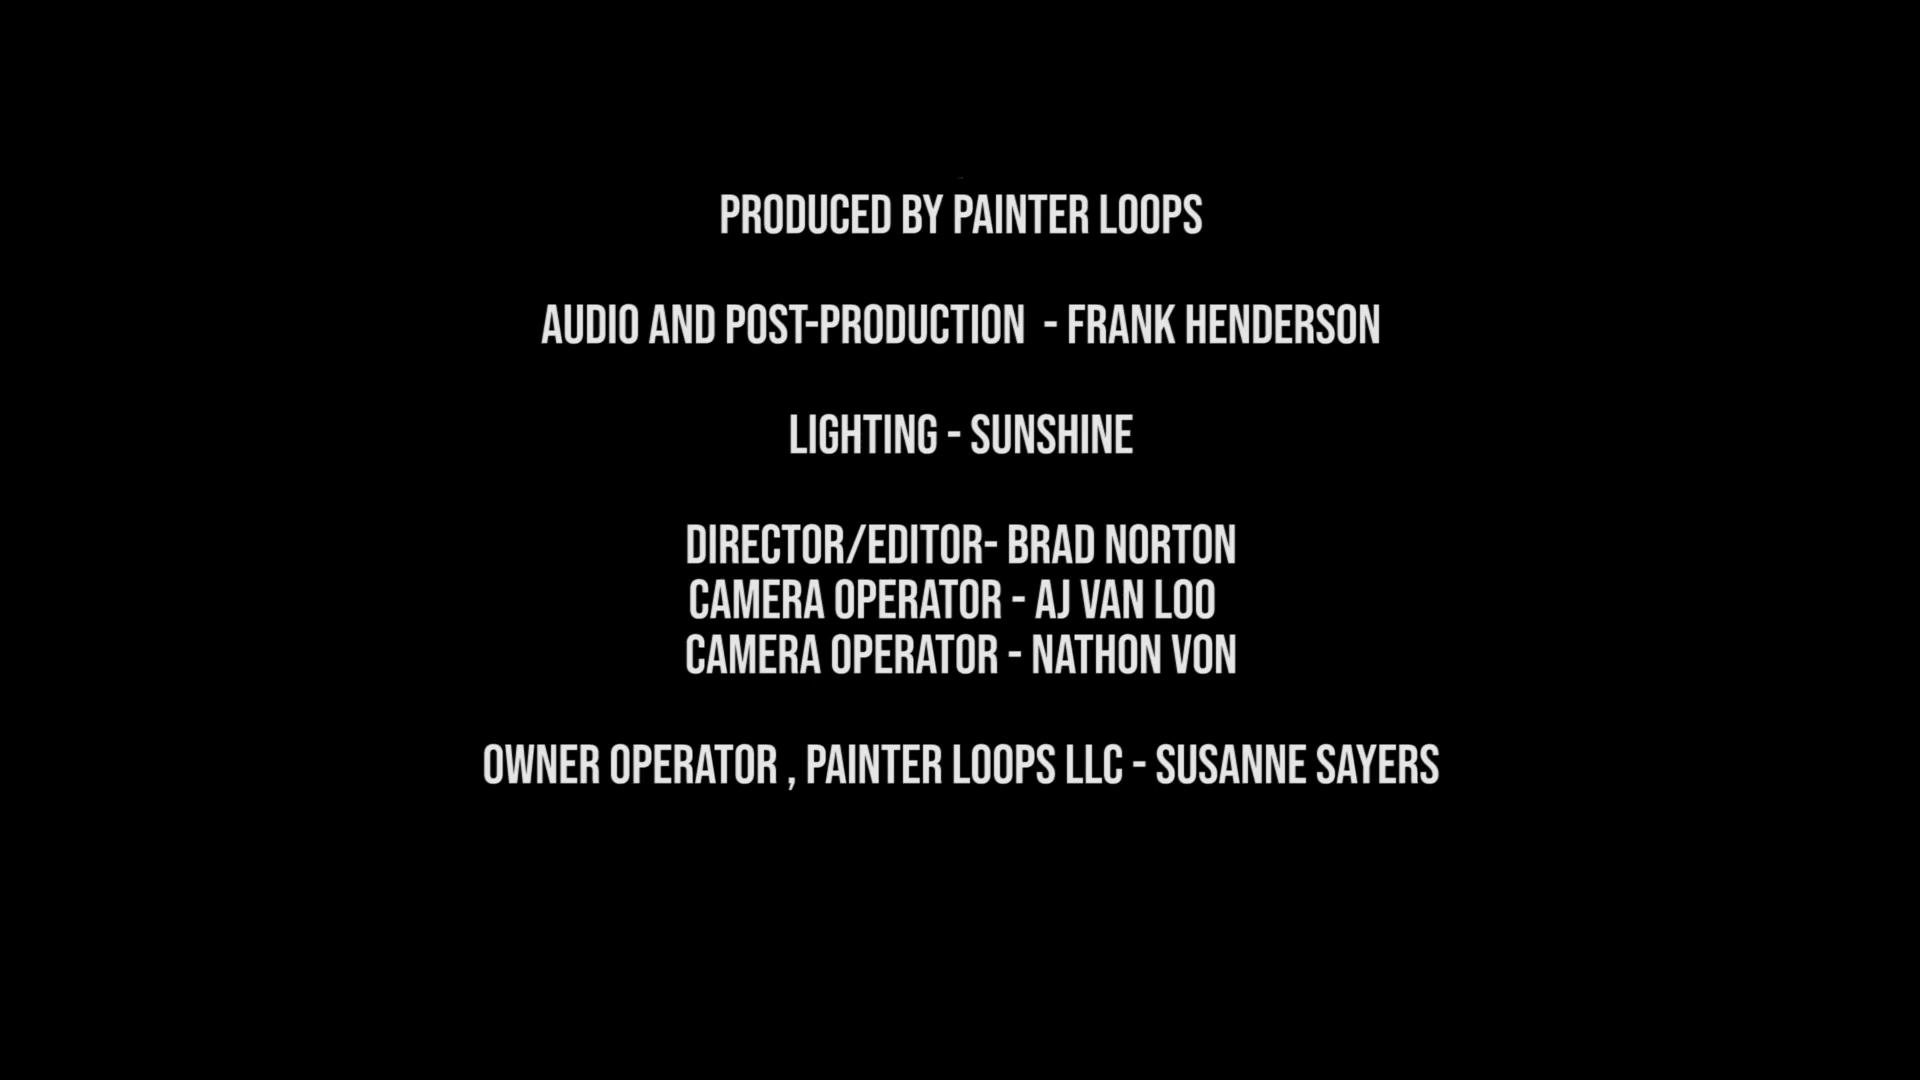 PRODUCED BY PAINTER LOOPS
AUDIO AND POST-PRODUCTION  - FRANK HENDERSON
LIGHTING - SUNSHINE
DIRECTOR/EDITOR- BRAD NORTON
CAMERA OPERATOR - AJ VAN LOO
CAMERA OPERATOR - NATHON VON
OWNER OPERATOR , PAINTER LOOPS LLC - SUSANNE SAYERS